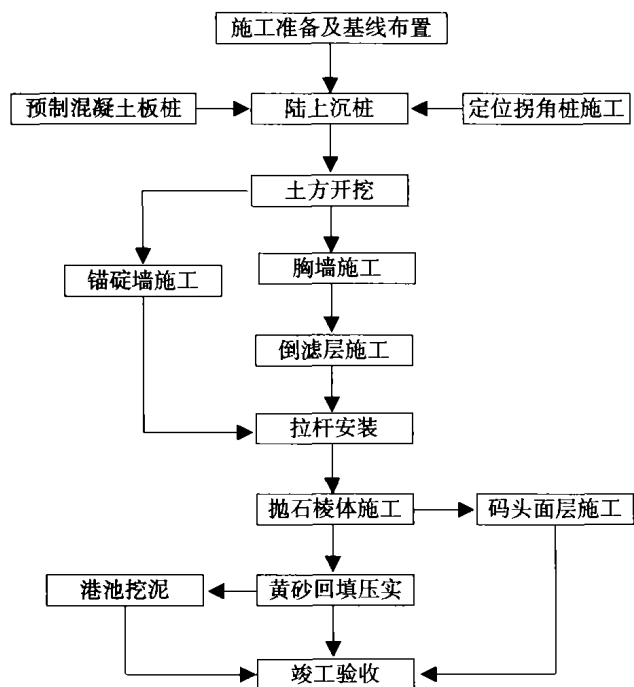 施工准备及基线布置
预制混凝土板桩
陆上沉桩
定位拐角桩施工
土方开挖
锚碇墙施工
胸墙施工
倒滤层施工
拉杆安装
抛石棱体施工
码头面层施工
港池挖泥
黄砂回填压实
竣工验收